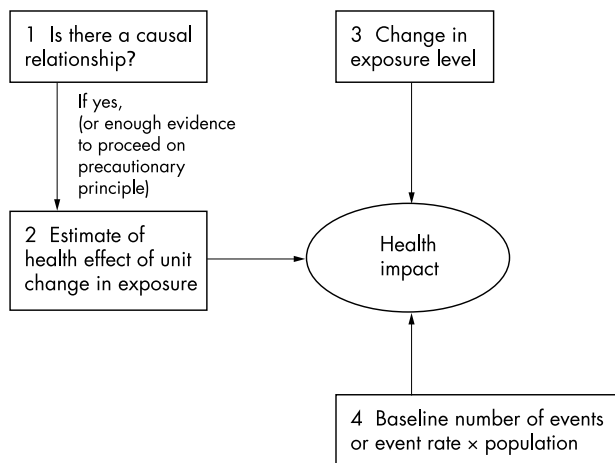 1 Is there a causal
relationship?
If yes,
(or enough evidence
to proceed on
precautionary
principle)
2 Estimate of
health effect of unit
change in exposure
3 Change in
exposure level
Health
impact
4 Baseline number of events
or event rate × population